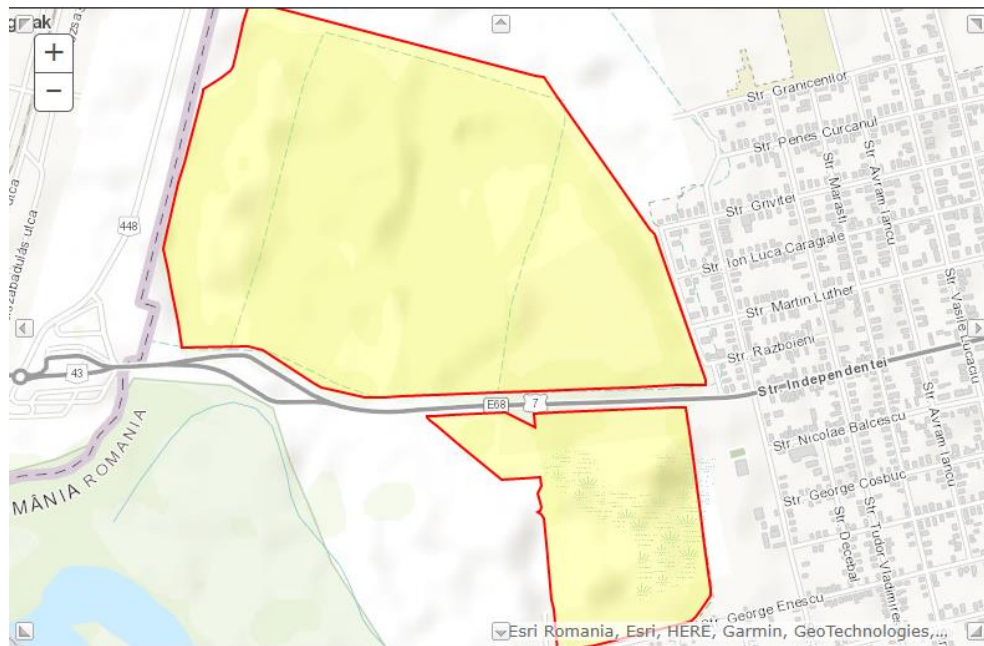 +
−
448
43
E68
7
MÂNIA
ROMANIA
Str. Granicerilor
Str. Penes Curcanul
Str. Marasti
Str. Avram Iancu
Str. Grivitei
Str. Ion Luca Caragiale
Str. Martin Luther
Str. Vasile Lucaciu
Str. Razboieni
Str. Independentei
Str. Nicolae Balcescu
Str. Avram Iancu
Str. George Cosbuc
Str. Decebal
Str. Tudor Vladimire
Str. George Enescu
Esri Romania, Esri, HERE, Garmin, GeoTechnologies,...